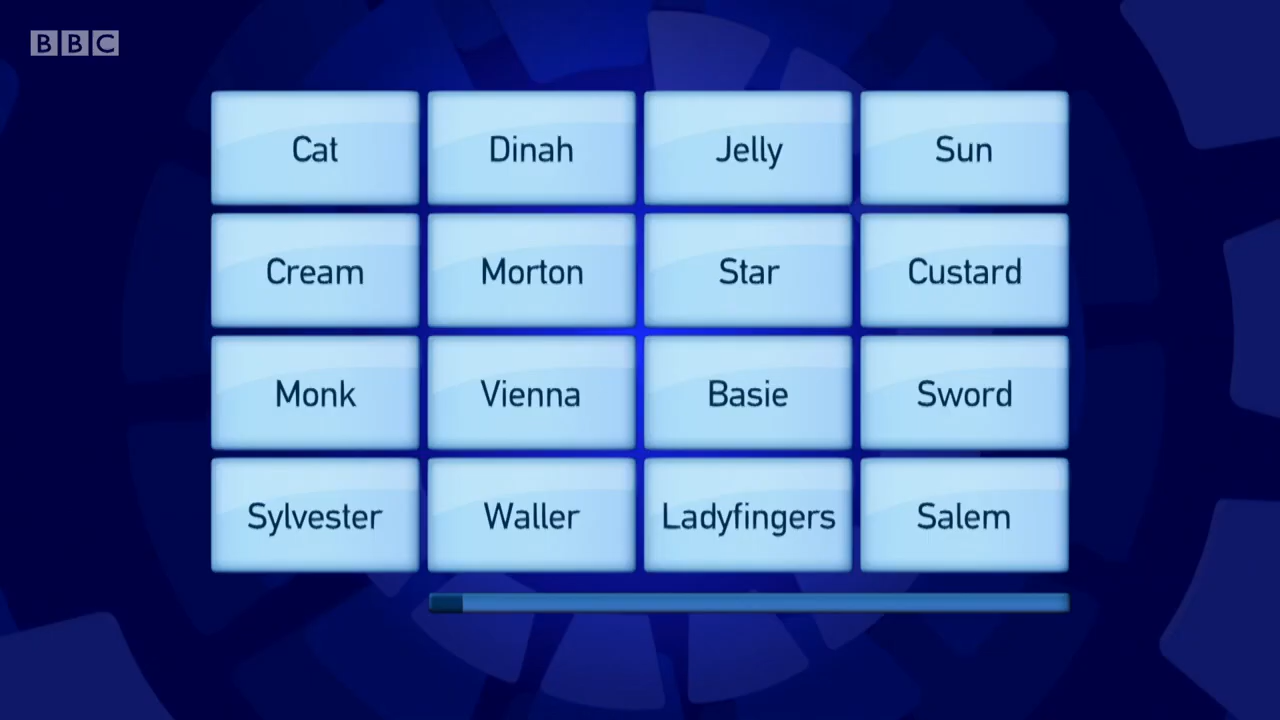 BBC
Cat
Dinah
Jelly
Sun
Cream
Morton
Star
Custard
Monk
Vienna
Basie
Sword
Sylvester
Waller
Ladyfingers
Salem